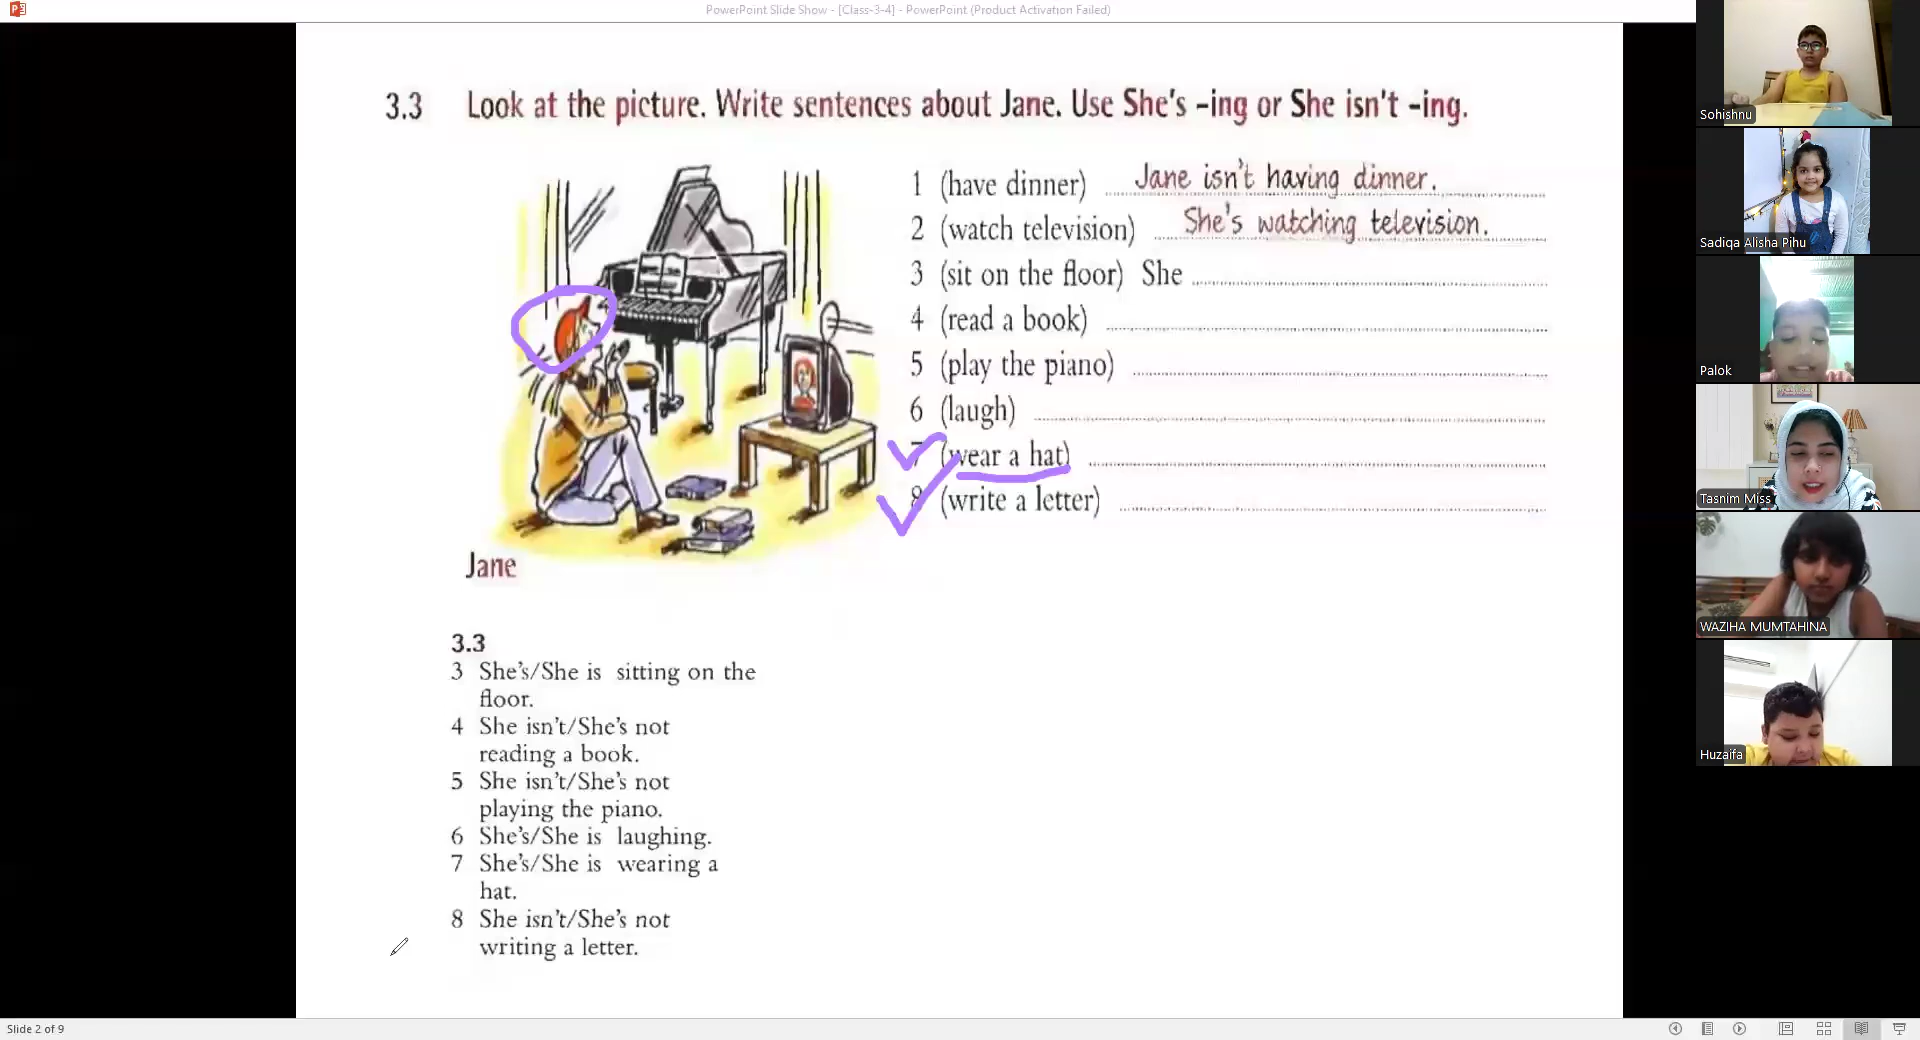 PowerPoint Slide Show - [Class-3-4] - PowerPoint (Product Activation Failed)
3.3 Look at the picture. Write sentences about Jane. Use She's -ing or She isn't -ing.
1 (have dinner) Jane isn't having dinner.
2 (watch television) She's watching television.
3 (sit on the floor) She
4 (read a book)
5 (play the piano)
6 (laugh)
7 (wear a hat)
8 (write a letter)
Jane
3.3
3 She's/She is sitting on the
floor.
4 She isn't/She's not
reading a book.
5 She isn't/She's not
playing the piano.
6 She's/She is laughing.
7 She's/She is wearing a
hat.
8 She isn't/She's not
writing a letter.
Sohishnu
Sadiqa Alisha Pihu
Palok
Tasnim Miss
WAZIHA MUMTAHINA
Huzaifa
Slide 2 of 9